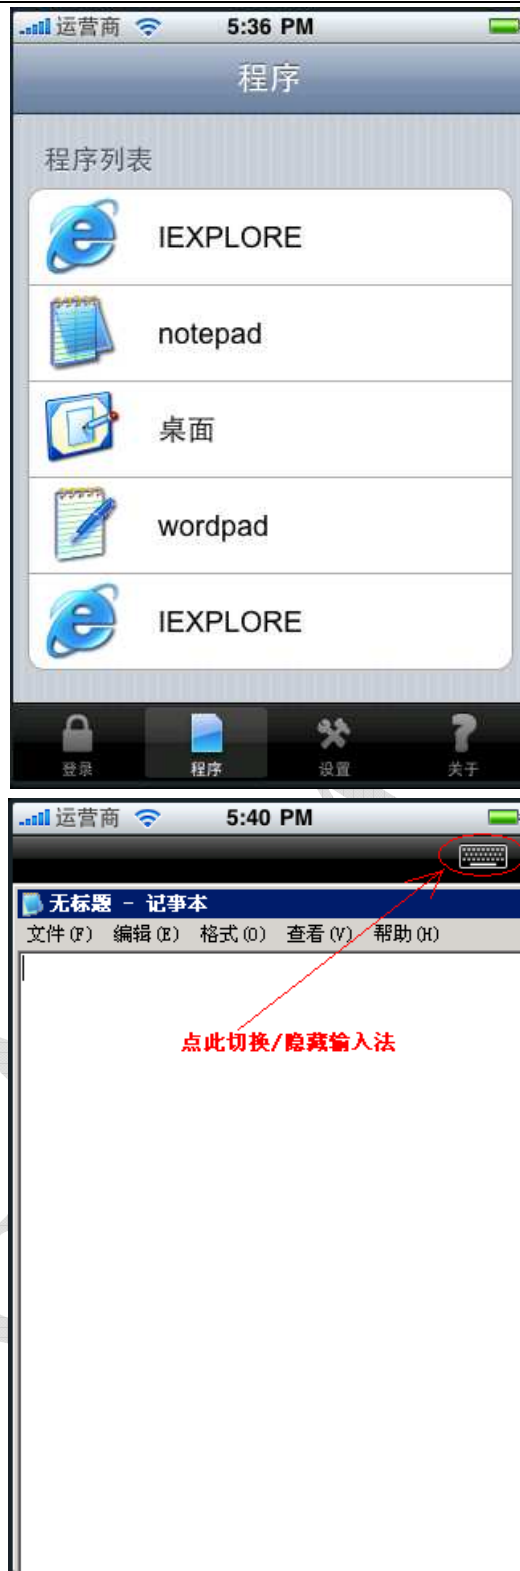 运营商 5:36 PM
程序
程序列表
IEXPLORE
notepad
桌面
wordpad
IEXPLORE
登录 程序 设置 关于
运营商 5:40 PM
无标题 - 记事本
文件(F) 编辑(E) 格式(O) 查看(V) 帮助(H)
点此切换/隐藏输入法